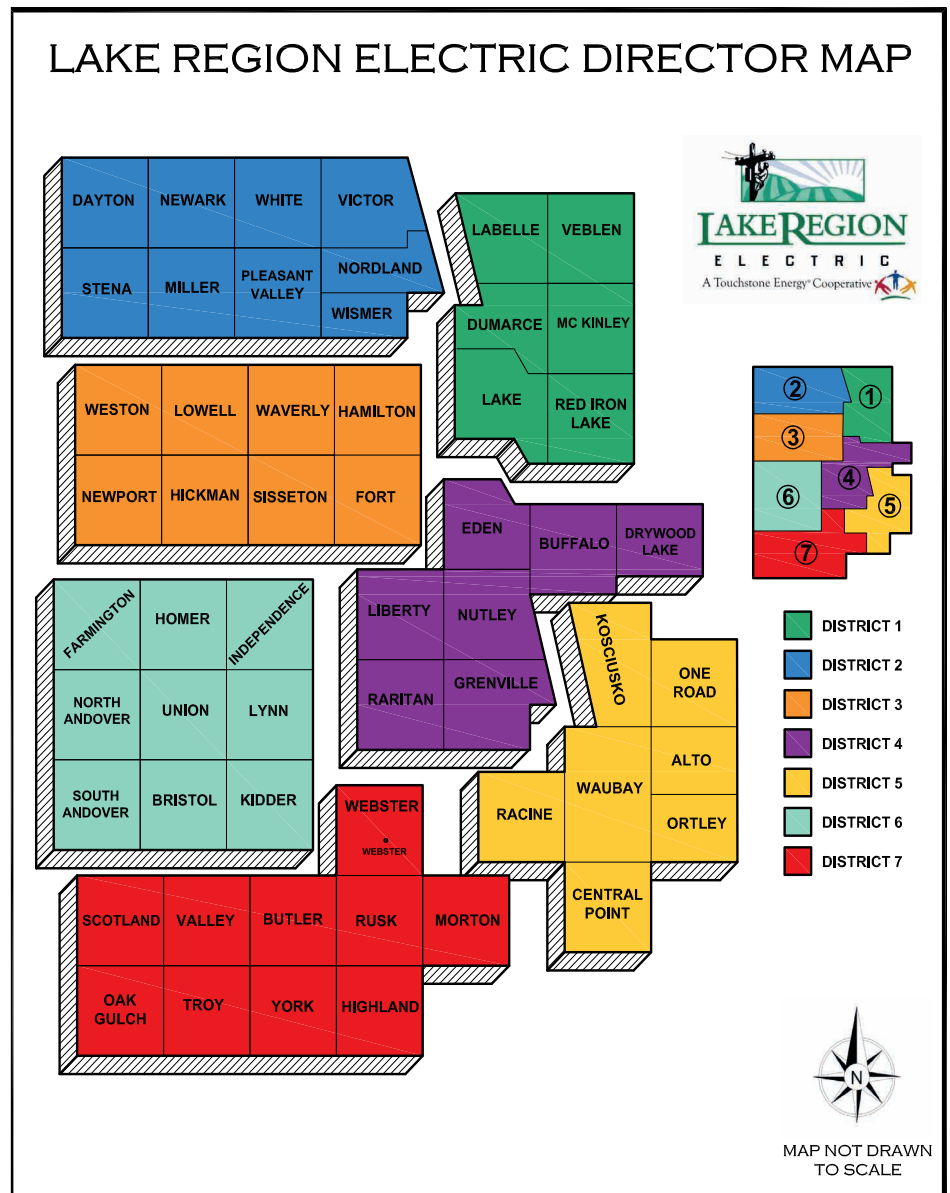 LAKE REGION ELECTRIC DIRECTOR MAP
LAKE REGION
ELECTRIC
A Touchstone Energy® Cooperative
DAYTON
NEWARK
WHITE
VICTOR
STENA
MILLER
PLEASANT
VALLEY
NORDLAND
WISMER
LABELLE
VEBLEN
DUMARCE
MC KINLEY
LAKE
RED IRON
LAKE
WESTON
LOWELL
WAVERLY
HAMILTON
NEWPORT
HICKMAN
SISSETON
FORT
2
1
3
4
6
5
7
EDEN
BUFFALO
DRYWOOD
LAKE
LIBERTY
NUTLEY
RARITAN
GRENVILLE
FARMINGTON
HOMER
INDEPENDENCE
NORTH
ANDOVER
UNION
LYNN
SOUTH
ANDOVER
BRISTOL
KIDDER
KOSCIUSKO
ONE
ROAD
WAUBAY
ALTO
RACINE
ORTLEY
CENTRAL
POINT
DISTRICT 1
DISTRICT 2
DISTRICT 3
DISTRICT 4
DISTRICT 5
DISTRICT 6
DISTRICT 7
WEBSTER
WEBSTER
SCOTLAND
VALLEY
BUTLER
RUSK
MORTON
OAK
GULCH
TROY
YORK
HIGHLAND
N
MAP NOT DRAWN
TO SCALE